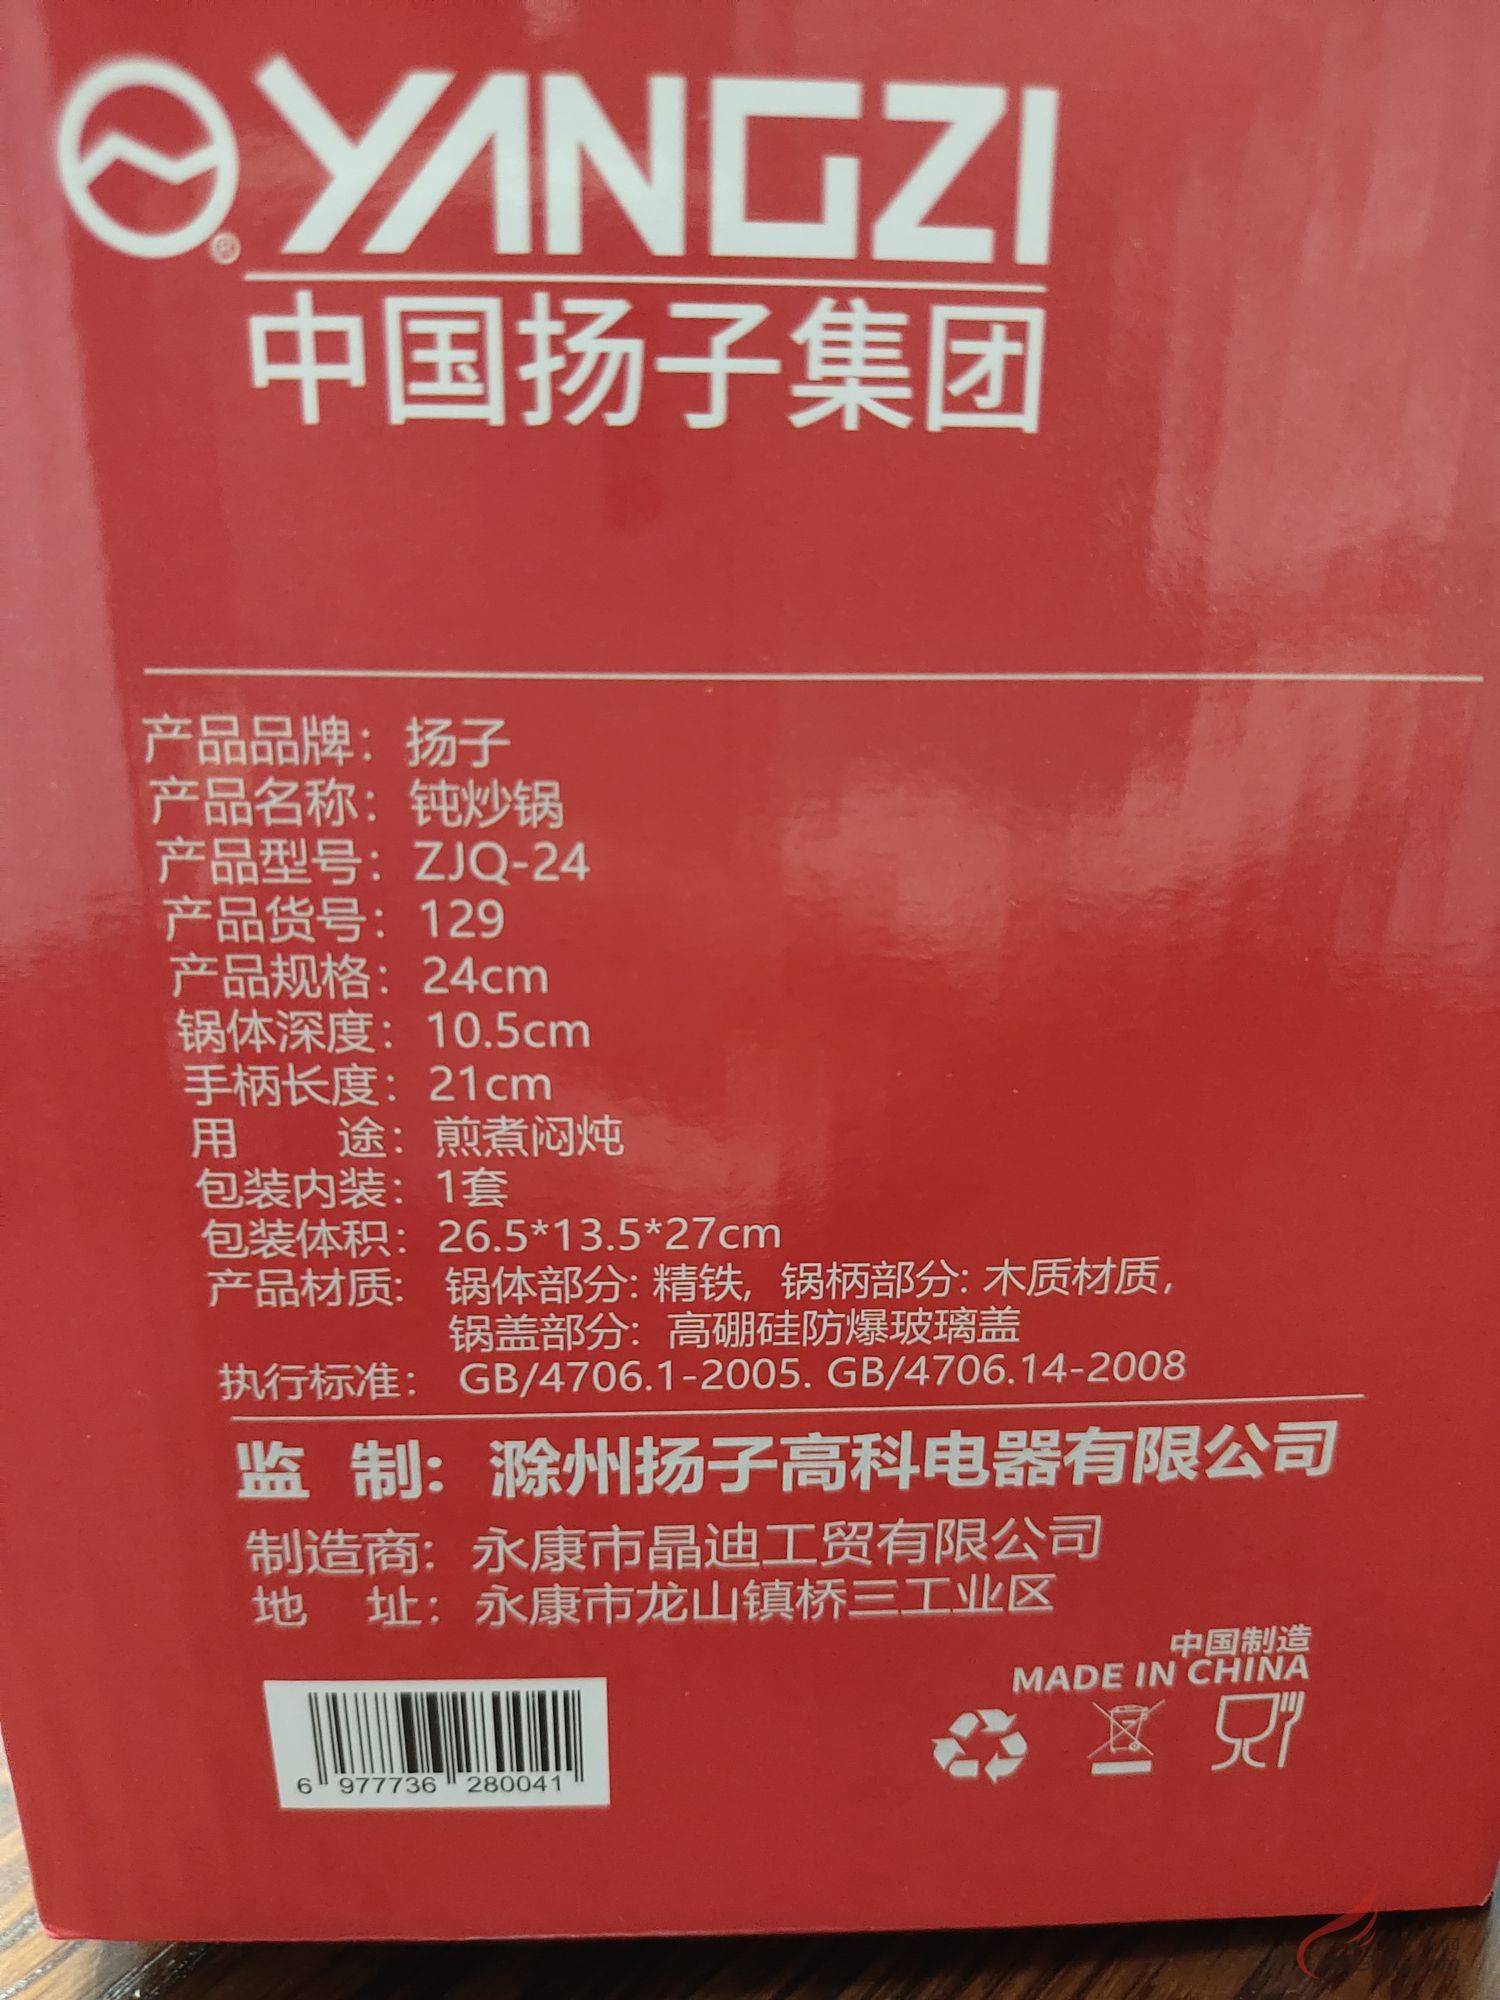 YANGZI
®
中国扬子集团
产品品牌：扬子
产品名称：钝炒锅
产品型号：ZJQ-24
产品货号：129
产品规格：24cm
锅体深度：10.5cm
手柄长度：21cm
用 途：煎煮闷炖
包装内装：1套
包装体积：26.5*13.5*27cm
产品材质：锅体部分：精铁，锅柄部分：木质材质，
锅盖部分：高硼硅防爆玻璃盖
执行标准：GB/4706.1-2005. GB/4706.14-2008
监 制：滁州扬子高科电器有限公司
制造商：永康市晶迪工贸有限公司
地 址：永康市龙山镇桥三工业区
中国制造
MADE IN CHINA
6 977736 280041